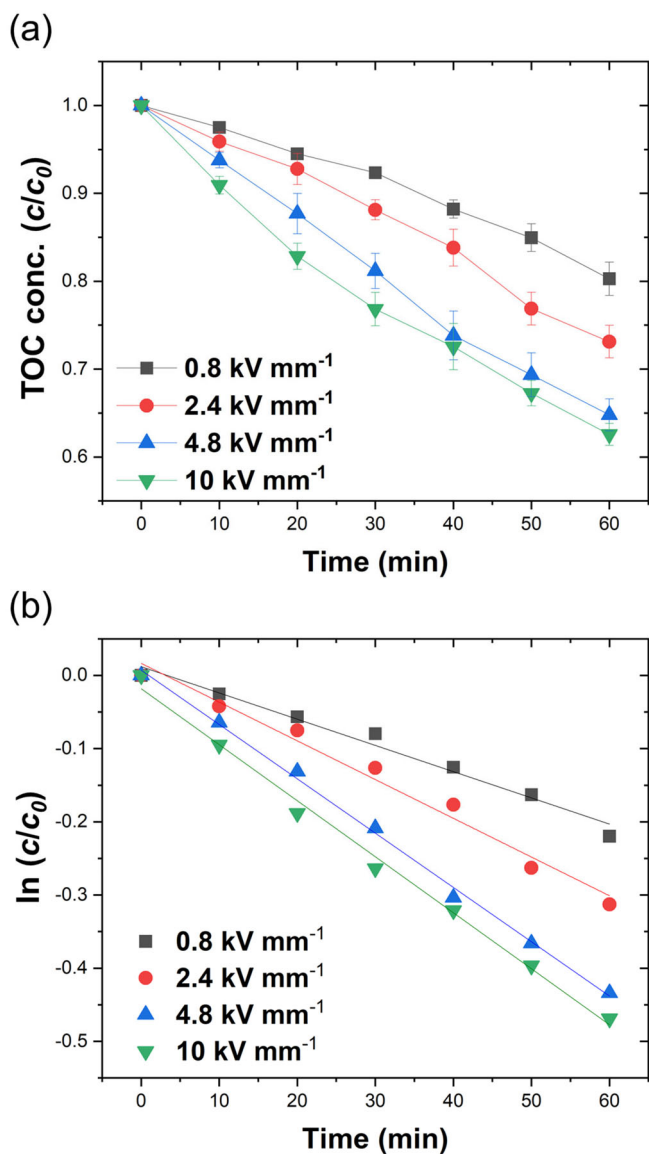 (a)
TOC conc. (c/c₀)
1.0
0.9
0.8
0.7
0.6
0.8 kV mm⁻¹
2.4 kV mm⁻¹
4.8 kV mm⁻¹
10 kV mm⁻¹
0 10 20 30 40 50 60
Time (min)
(b)
ln (c/c₀)
0.0
-0.1
-0.2
-0.3
-0.4
-0.5
0.8 kV mm⁻¹
2.4 kV mm⁻¹
4.8 kV mm⁻¹
10 kV mm⁻¹
0 10 20 30 40 50 60
Time (min)